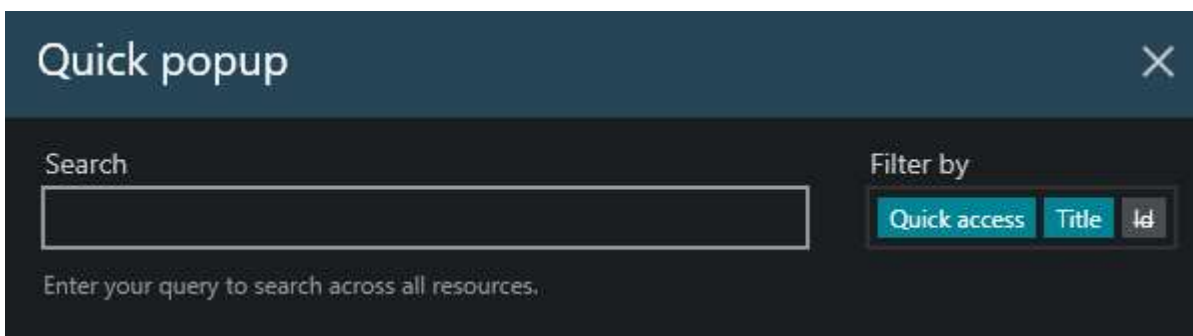 Quick popup
Search
Filter by
Quick access Title Id
Enter your query to search across all resources.